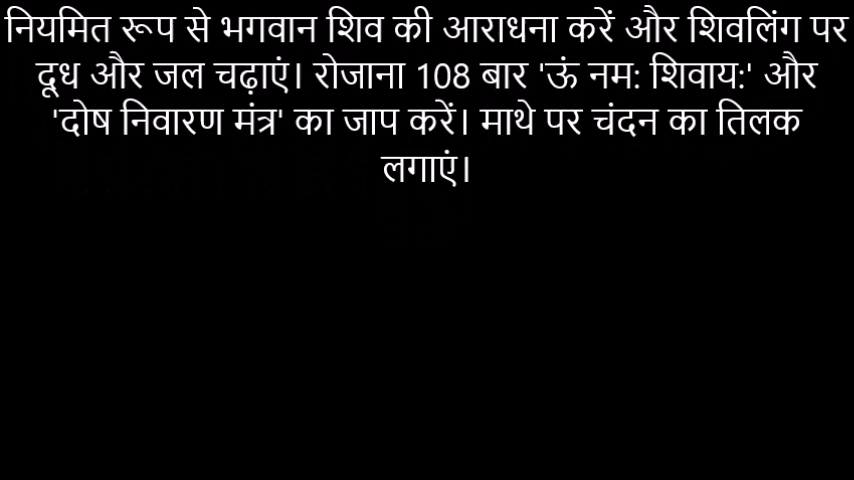 नियमित रूप से भगवान शिव की आराधना करें और शिवलिंग पर
दूध और जल चढ़ाएं। रोजाना 108 बार 'ऊं नम: शिवाय:' और
'दोष निवारण मंत्र' का जाप करें। माथे पर चंदन का तिलक
लगाएं।